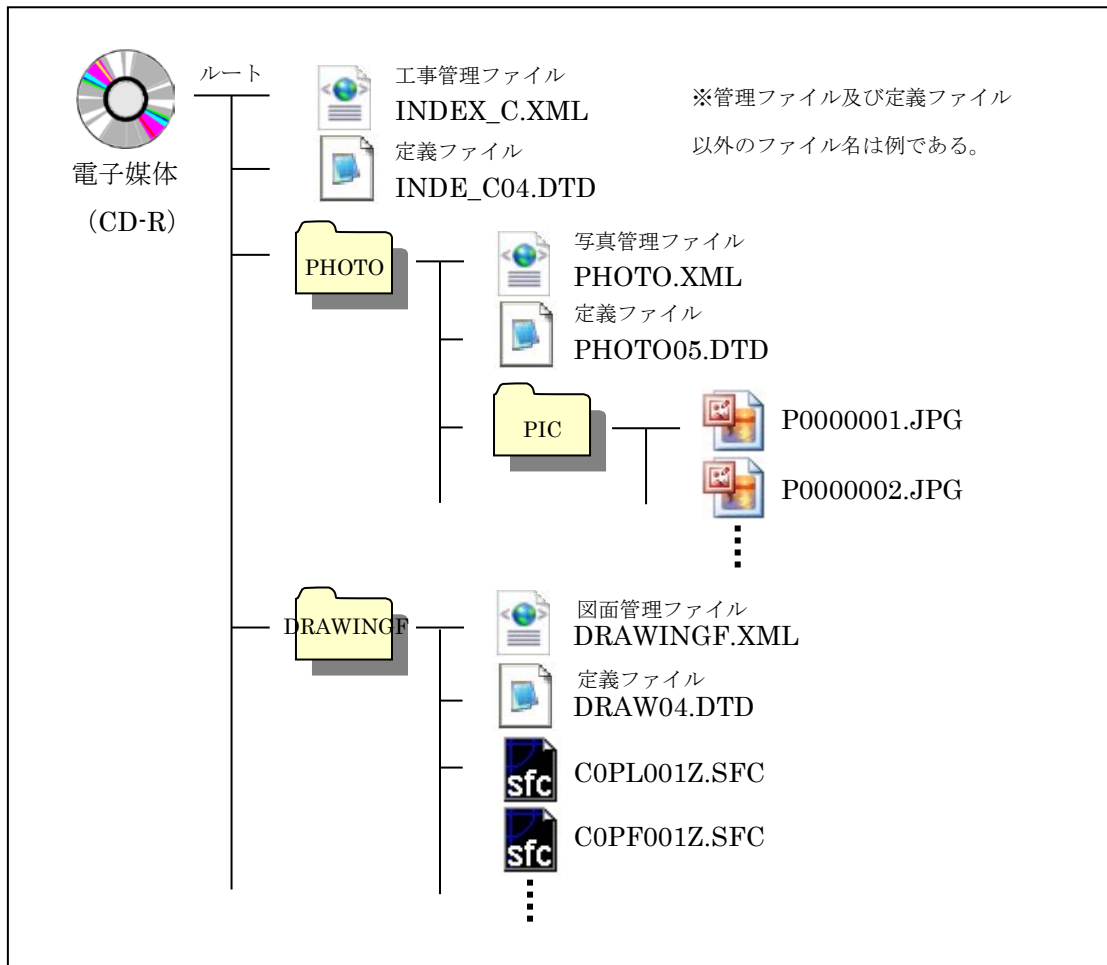 ルート
電子媒体
（CD-R）
工事管理ファイル
INDEX_C.XML
定義ファイル
INDE_C04.DTD
※管理ファイル及び定義ファイル
以外のファイル名は例である。
PHOTO
写真管理ファイル
PHOTO.XML
定義ファイル
PHOTO05.DTD
PIC
P0000001.JPG
P0000002.JPG
DRAWINGF
図面管理ファイル
DRAWINGF.XML
定義ファイル
DRAW04.DTD
sfc
C0PL001Z.SFC
sfc
C0PF001Z.SFC